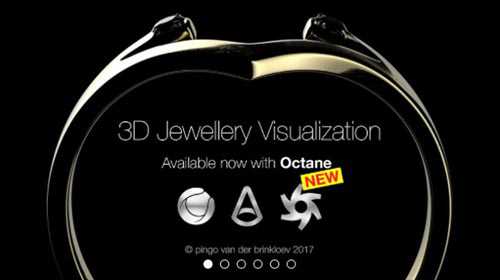 3D Jewellery Visualization
Available now with Octane
NEW
© pingo van der brinkloev 2017